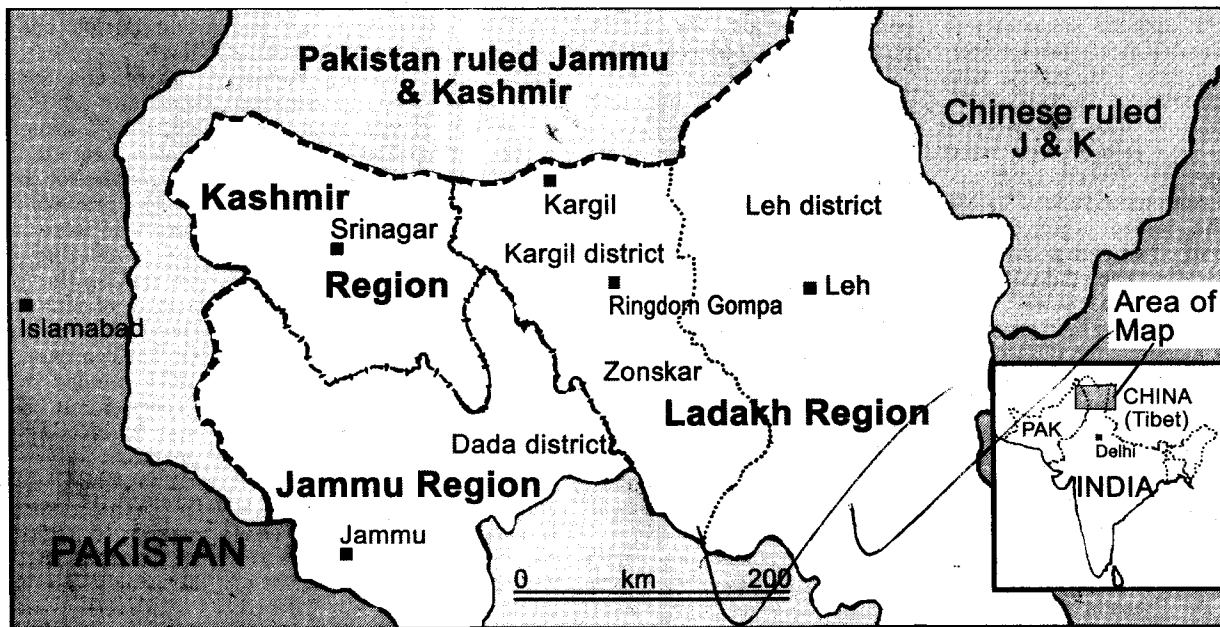 Pakistan ruled Jammu
& Kashmir
Chinese ruled
J & K
Kashmir
Srinagar
Region
Kargil
Kargil district
Ringdom Gompa
Leh district
Leh
Islamabad
Area of
Map
Zonskar
Ladakh Region
Dada district
Jammu Region
Jammu
PAKISTAN
0 km 200
CHINA
(Tibet)
PAK
Delhi
INDIA